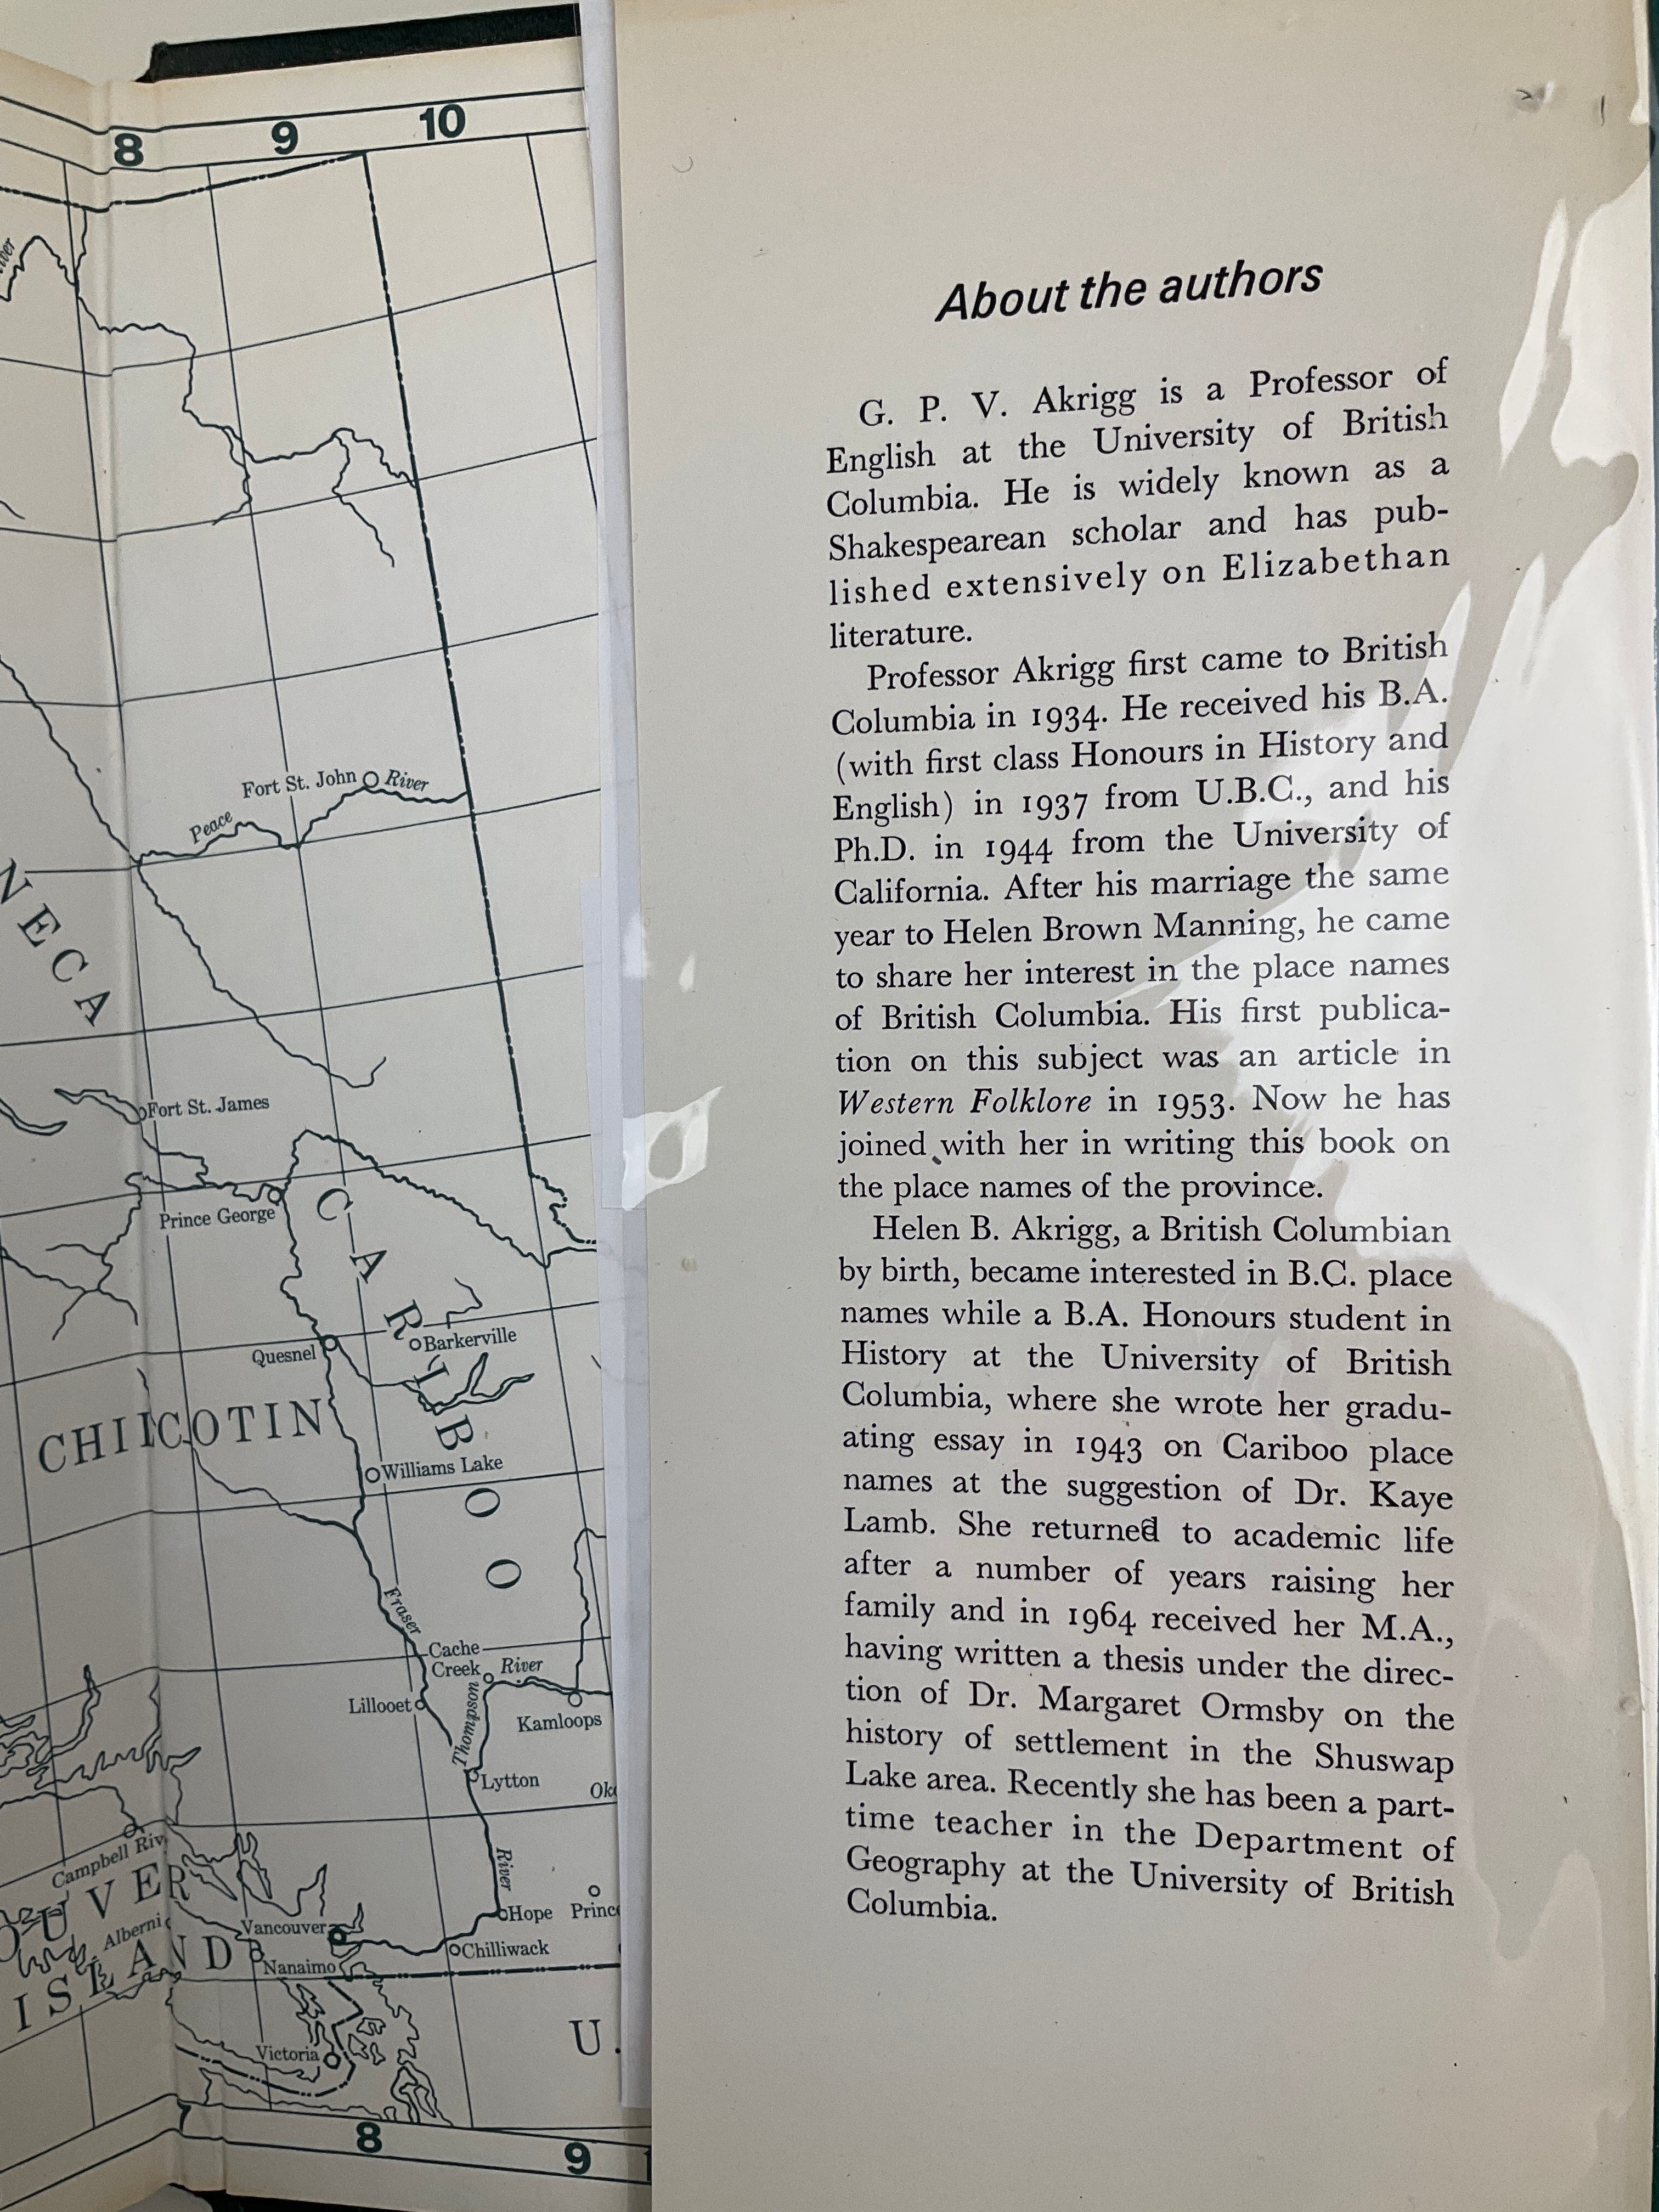 8 9 10
Fort St. John River
Peace
NECA
Fort St. James
Prince George
CARIBOO
Barkerville
Quesnel
CHILCOTIN
Williams Lake
Fraser
Cache
Creek
River
Lillooet
Thompson
Kamloops
Lytton
Campbell
River
Hope
Alberni
Vancouver
Chilliwack
ISLAND
Nanaimo
U.
Victoria
7
8 9
About the authors
G. P. V. Akrigg is a Professor of
English at the University of British
Columbia. He is widely known as a
Shakespearean scholar and has pub-
lished extensively on Elizabethan
literature.
Professor Akrigg first came to British
Columbia in 1934. He received his B.A.
(with first class Honours in History and
English) in 1937 from U.B.C., and his
Ph.D. in 1944 from the University of
California. After his marriage the same
year to Helen Brown Manning, he came
to share her interest in the place names
of British Columbia. His first publica-
tion on this subject was an article in
Western Folklore in 1953. Now he has
joined with her in writing this book on
the place names of the province.
Helen B. Akrigg, a British Columbian
by birth, became interested in B.C. place
names while a B.A. Honours student in
History at the University of British
Columbia, where she wrote her gradu-
ating essay in 1943 on Cariboo place
names at the suggestion of Dr. Kaye
Lamb. She returned to academic life
after a number of years raising her
family and in 1964 received her M.A.,
having written a thesis under the direc-
tion of Dr. Margaret Ormsby on the
history of settlement in the Shuswap
Lake area. Recently she has been a part-
time teacher in the Department of
Geography at the University of British
Columbia.